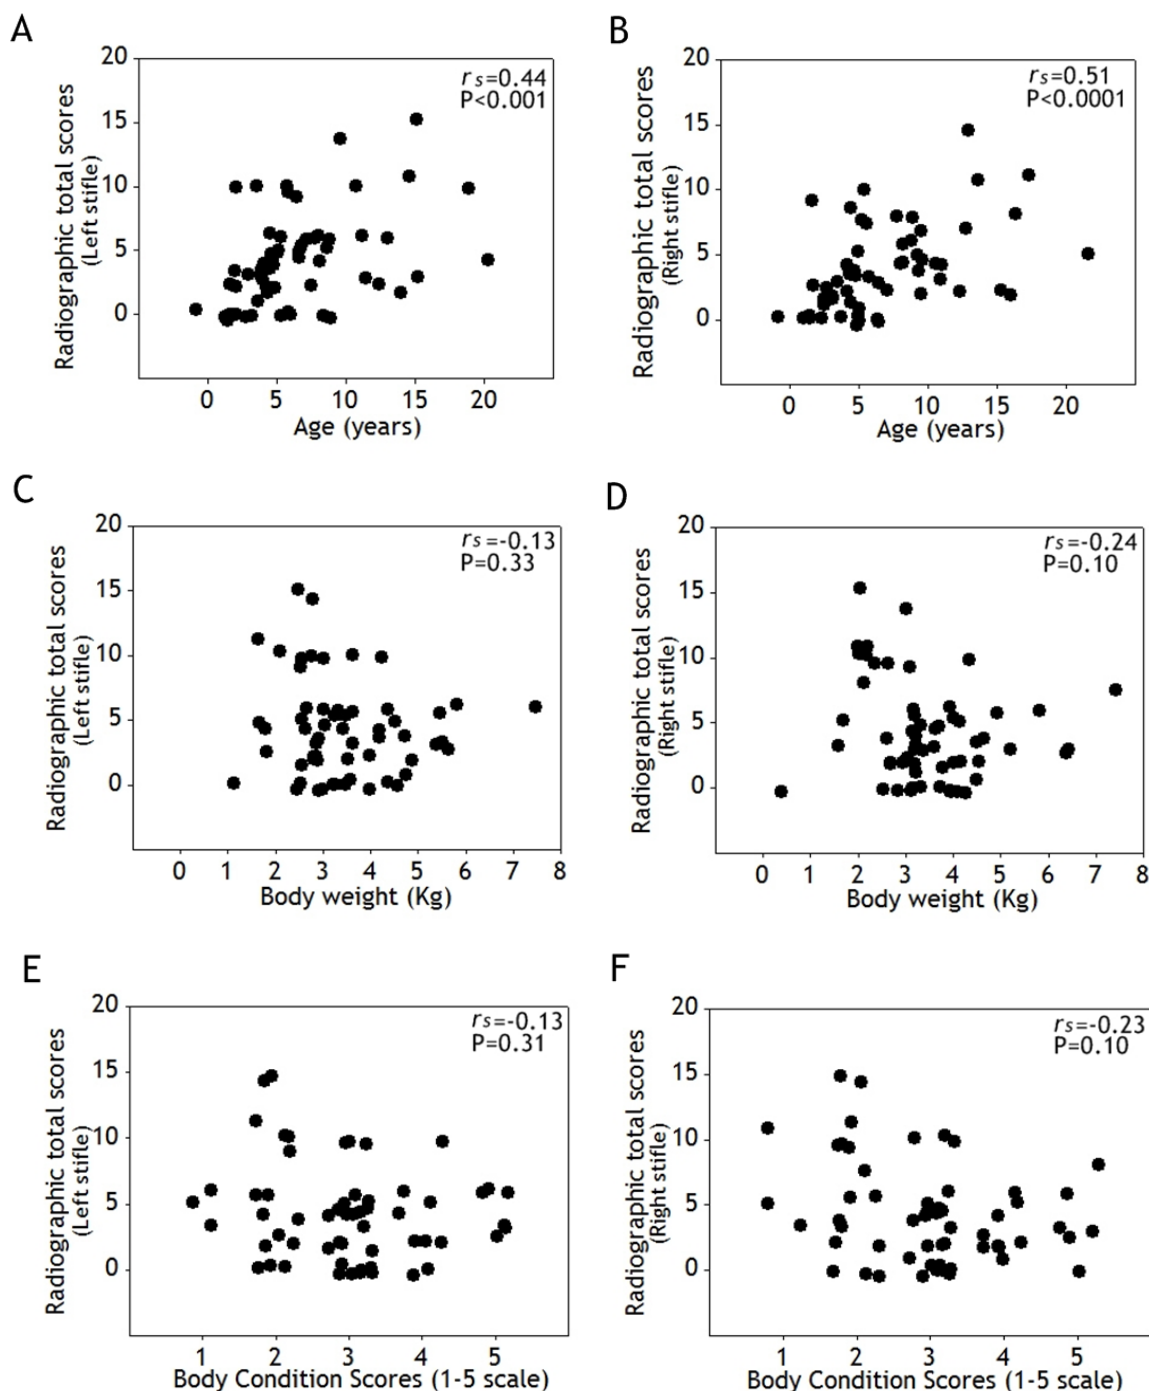 A
20
15
10
5
0
Radiographic total scores
(Left stifle)
rs=0.44
P<0.001
0 5 10 15 20
Age (years)
B
20
15
10
5
0
Radiographic total scores
(Right stifle)
rs=0.51
P<0.0001
0 5 10 15 20
Age (years)
C
20
15
10
5
0
Radiographic total scores
(Left stifle)
rs=-0.13
P=0.33
0 1 2 3 4 5 6 7 8
Body weight (Kg)
D
20
15
10
5
0
Radiographic total scores
(Right stifle)
rs=-0.24
P=0.10
0 1 2 3 4 5 6 7 8
Body weight (Kg)
E
20
15
10
5
0
Radiographic total scores
(Left stifle)
rs=-0.13
P=0.31
1 2 3 4 5
Body Condition Scores (1-5 scale)
F
20
15
10
5
0
Radiographic total scores
(Right stifle)
rs=-0.23
P=0.10
1 2 3 4 5
Body Condition Scores (1-5 scale)